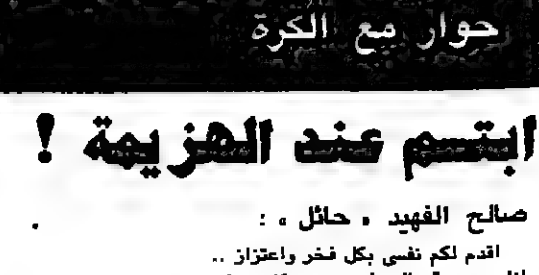 حوار مع الكرة
ابتسم عند الهزيمة !
صالح الفهيد « حائل » :
اقدم لكم نفسي بكل فخر واعتزاز ..